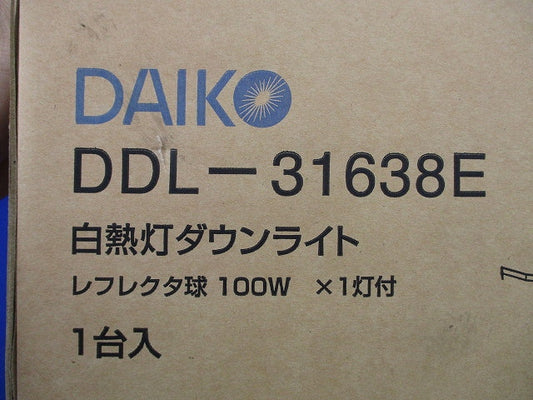 DAIKO
DDL-31638E
白熱灯ダウンライト
レフレクタ球 100W ×1灯付
1台入